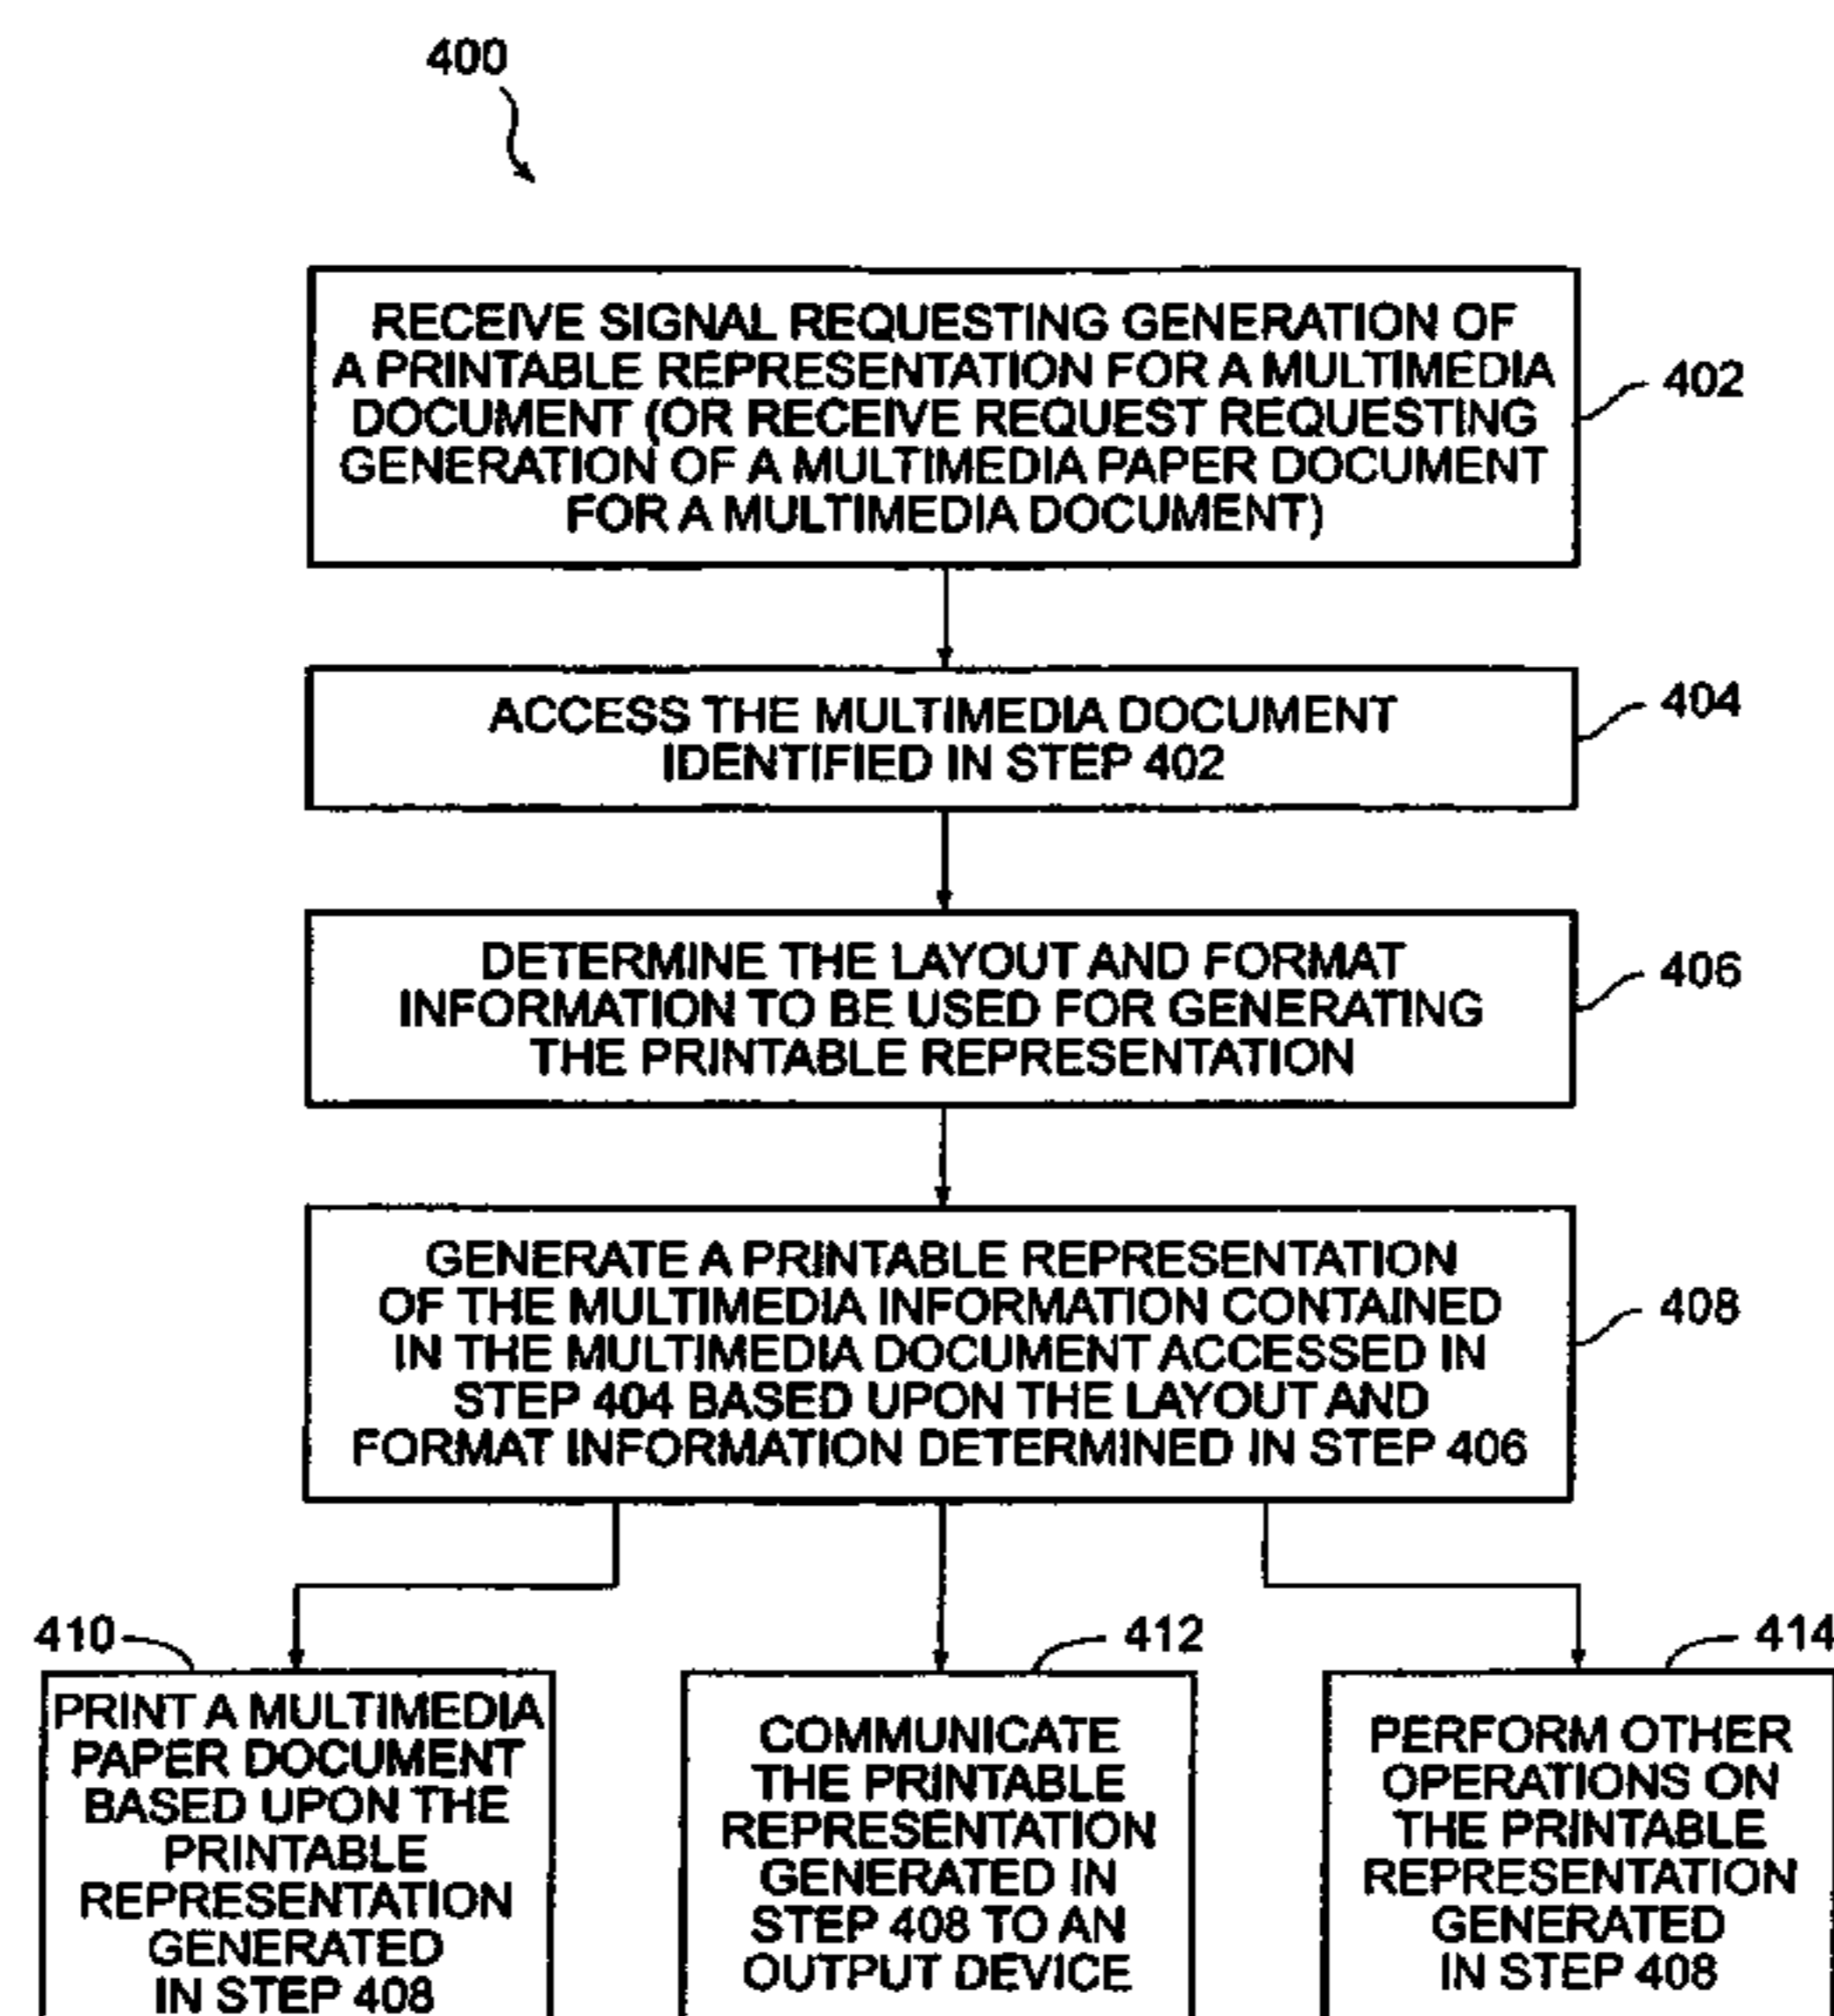 400
RECEIVE SIGNAL REQUESTING GENERATION OF
A PRINTABLE REPRESENTATION FOR A MULTIMEDIA
DOCUMENT (OR RECEIVE REQUEST REQUESTING
GENERATION OF A MULTIMEDIA PAPER DOCUMENT
FOR A MULTIMEDIA DOCUMENT)
402
ACCESS THE MULTIMEDIA DOCUMENT
IDENTIFIED IN STEP 402
404
DETERMINE THE LAYOUT AND FORMAT
INFORMATION TO BE USED FOR GENERATING
THE PRINTABLE REPRESENTATION
406
GENERATE A PRINTABLE REPRESENTATION
OF THE MULTIMEDIA INFORMATION CONTAINED
IN THE MULTIMEDIA DOCUMENT ACCESSED IN
STEP 404 BASED UPON THE LAYOUT AND
FORMAT INFORMATION DETERMINED IN STEP 406
408
410
PRINT A MULTIMEDIA
PAPER DOCUMENT
BASED UPON THE
PRINTABLE
REPRESENTATION
GENERATED
IN STEP 408
412
COMMUNICATE
THE PRINTABLE
REPRESENTATION
GENERATED IN
STEP 408 TO AN
OUTPUT DEVICE
414
PERFORM OTHER
OPERATIONS ON
THE PRINTABLE
REPRESENTATION
GENERATED
IN STEP 408